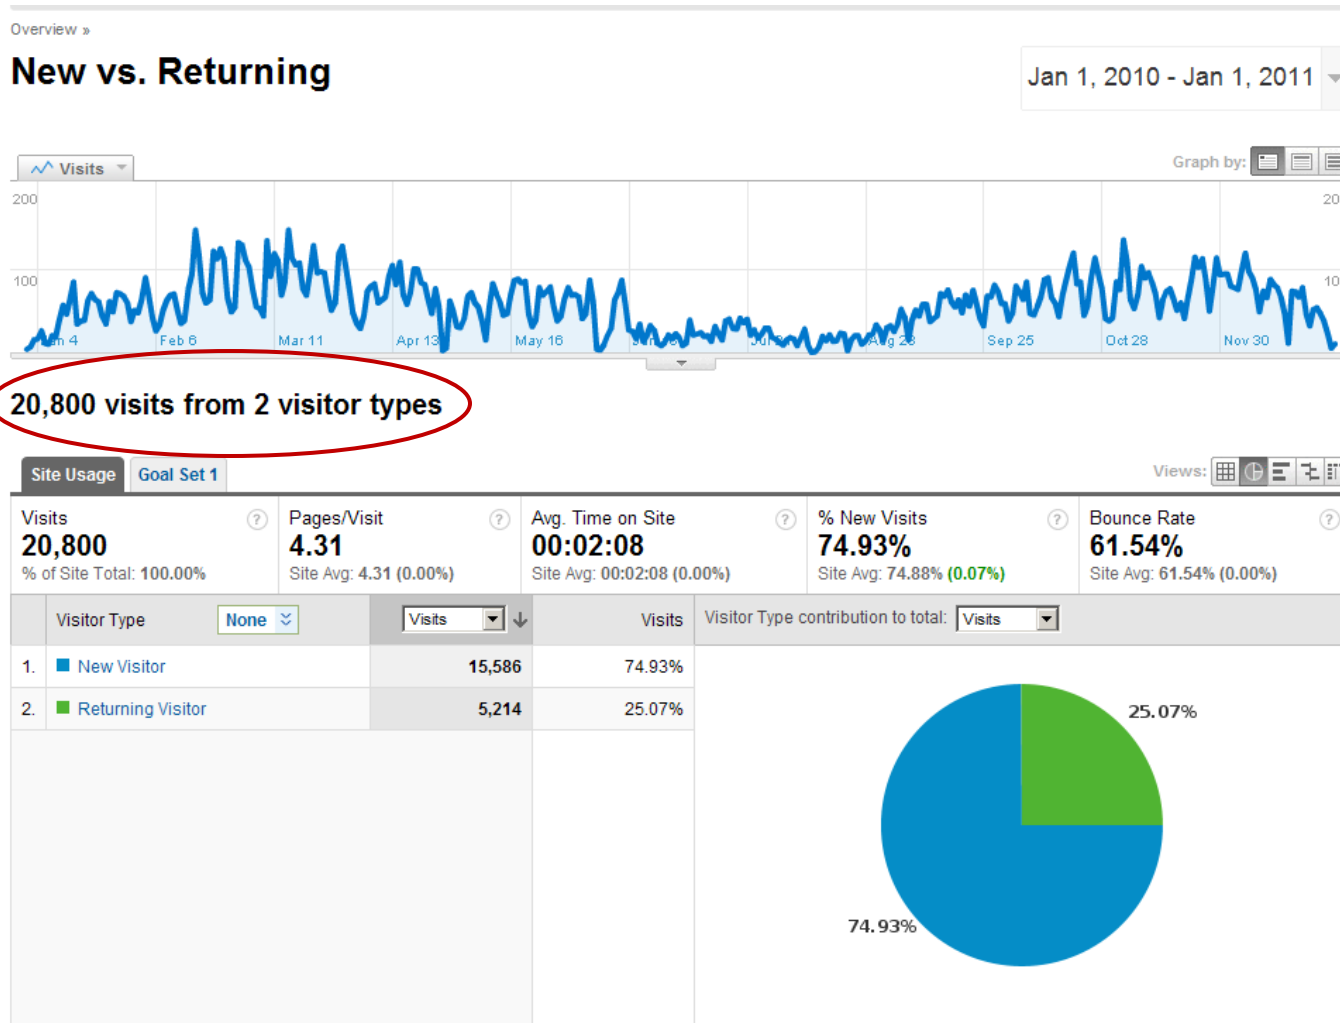 Overview »
New vs. Returning
Jan 1, 2010 - Jan 1, 2011
Visits
Graph by:
200
20
100
10
4
Feb 6
Mar 11
Apr 13
May 16
Aug 23
Sep 25
Oct 28
Nov 30
20,800 visits from 2 visitor types
Site Usage Goal Set 1
Views:
Visits ? Pages/Visit ? Avg. Time on Site ? % New Visits ? Bounce Rate ?
20,800 4.31 00:02:08 74.93% 61.54%
% of Site Total: 100.00% Site Avg: 4.31 (0.00%) Site Avg: 00:02:08 (0.00%) Site Avg: 74.88% (0.07%) Site Avg: 61.54% (0.00%)
Visitor Type None Visits Visits Visitor Type contribution to total: Visits
1. New Visitor 15,586 74.93%
2. Returning Visitor 5,214 25.07%
25.07%
74.93%